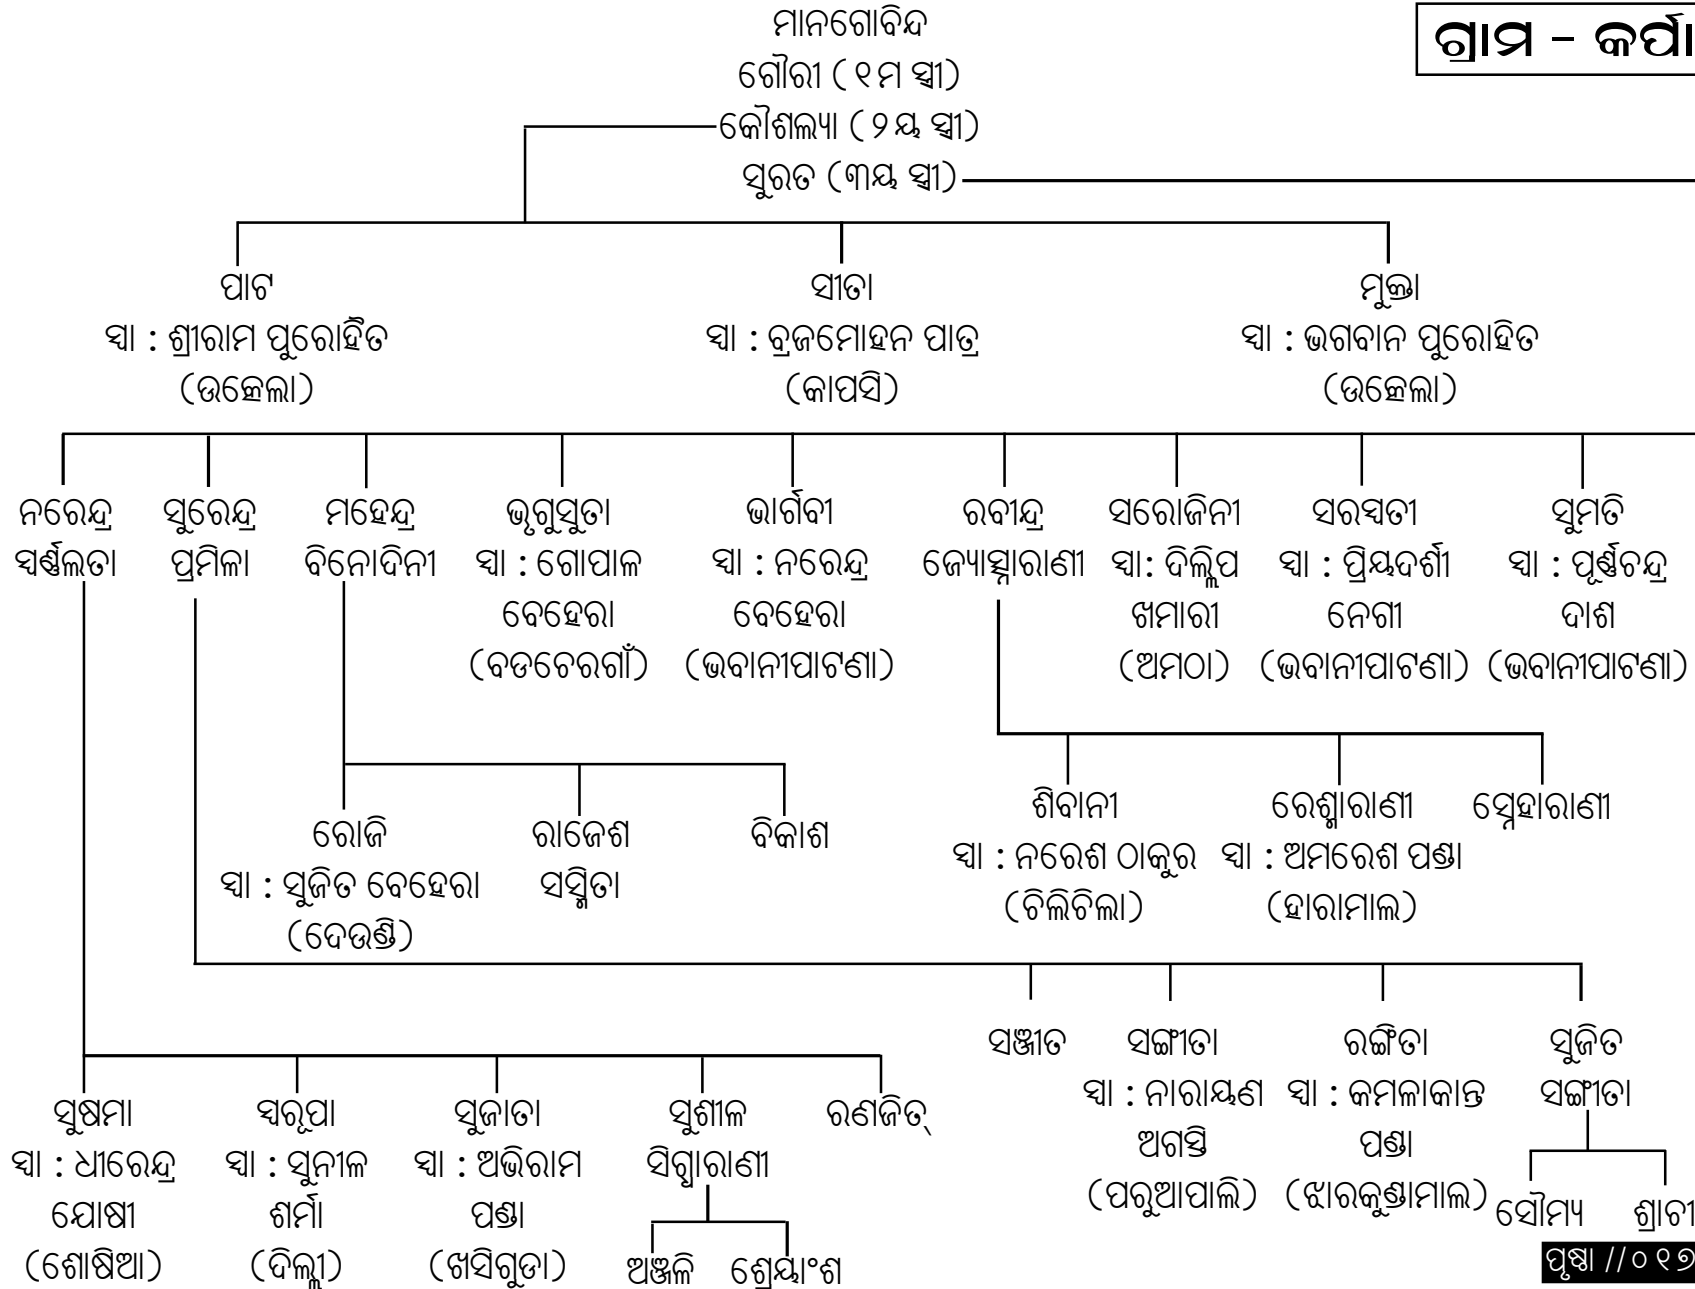 ମାନଗୋବିନ୍ଦ
ଗ୍ରାମ - କର୍ପା
ଗୌରୀ (୧ମ ସ୍ତ୍ରୀ)
କୌଶଲ୍ୟା (୨ୟ ସ୍ତ୍ରୀ)
ସୁରତ (୩ୟ ସ୍ତ୍ରୀ)
ପାଟ ସୀତା ମୁକ୍ତା
ସ୍ୱା : ଶ୍ରୀରାମ ପୁରୋହିତ ସ୍ୱା : ବ୍ରଜମୋହନ ପାତ୍ର ସ୍ୱା : ଭଗବାନ ପୁରୋହିତ
(ଉତ୍କେଲା) (କାପସି) (ଉତ୍କେଲା)
ନରେନ୍ଦ୍ର ସୁରେନ୍ଦ୍ର ମହେନ୍ଦ୍ର ଭୃଗୁସୁତା ଭାର୍ଗବୀ ରବୀନ୍ଦ୍ର ସରୋଜିନୀ ସରସ୍ୱତୀ ସୁମତି
ସ୍ୱର୍ଣ୍ଣଲତା ପ୍ରମିଳା ବିନୋଦିନୀ ସ୍ୱା : ଗୋପାଳ ସ୍ୱା : ନରେନ୍ଦ୍ର ଜ୍ୟୋତ୍ସ୍ନାରାଣୀ ସ୍ୱା: ଦିଲ୍ଲିପ ସ୍ୱା : ପ୍ରିୟଦର୍ଶୀ ସ୍ୱା : ପୂର୍ଣ୍ଣଚନ୍ଦ୍ର
ବେହେରା ବେହେରା ଖମାରୀ ନେଗୀ ଦାଶ
(ବଡଚେରଗାଁ) (ଭବାନୀପାଟଣା) (ଅମଠା) (ଭବାନୀପାଟଣା) (ଭବାନୀପାଟଣା)
ଶିବାନୀ ରେଶ୍ମାରାଣୀ ସ୍ନେହାରାଣୀ
ରୋଜି ରାଜେଶ ବିକାଶ
ସ୍ୱା : ନରେଶ ଠାକୁର ସ୍ୱା : ଅମରେଶ ପଣ୍ଡା
ସ୍ୱା : ସୁଜିତ ବେହେରା ସସ୍ମିତା
(ଚିଲିଚିଲା) (ହାରାମାଲ)
(ଦେଉଣ୍ଡି)
ସଞ୍ଜୀତ ସଙ୍ଗୀତା ରଙ୍ଗିତା ସୁଜିତ
ସ୍ୱା : ନାରାୟଣ ସ୍ୱା : କମଳାକାନ୍ତ ସଙ୍ଗୀତା
ସୁଷମା ସ୍ୱରୂପା ସୁଜାତା ସୁଶୀଳ ରଣଜିତ୍
ଅଗସ୍ତି ପଣ୍ଡା
ସ୍ୱା : ଧୀରେନ୍ଦ୍ର ସ୍ୱା : ସୁନୀଳ ସ୍ୱା : ଅଭିରାମ ସିଗ୍ଧାରାଣୀ
(ପରୁଆପାଲି) (ଝାରକୁଣ୍ଡାମାଲ)
ଯୋଷୀ ଶର୍ମା ପଣ୍ଡା
ସୌମ୍ୟ ଶ୍ରାଚୀ
(ଶୋଷିଆ) (ଦିଲ୍ଲୀ) (ଖସିଗୁଡା) ଅଞ୍ଜଳି ଶ୍ରେୟାଂଶ
ପୃଷ୍ଠା //୦୧୭